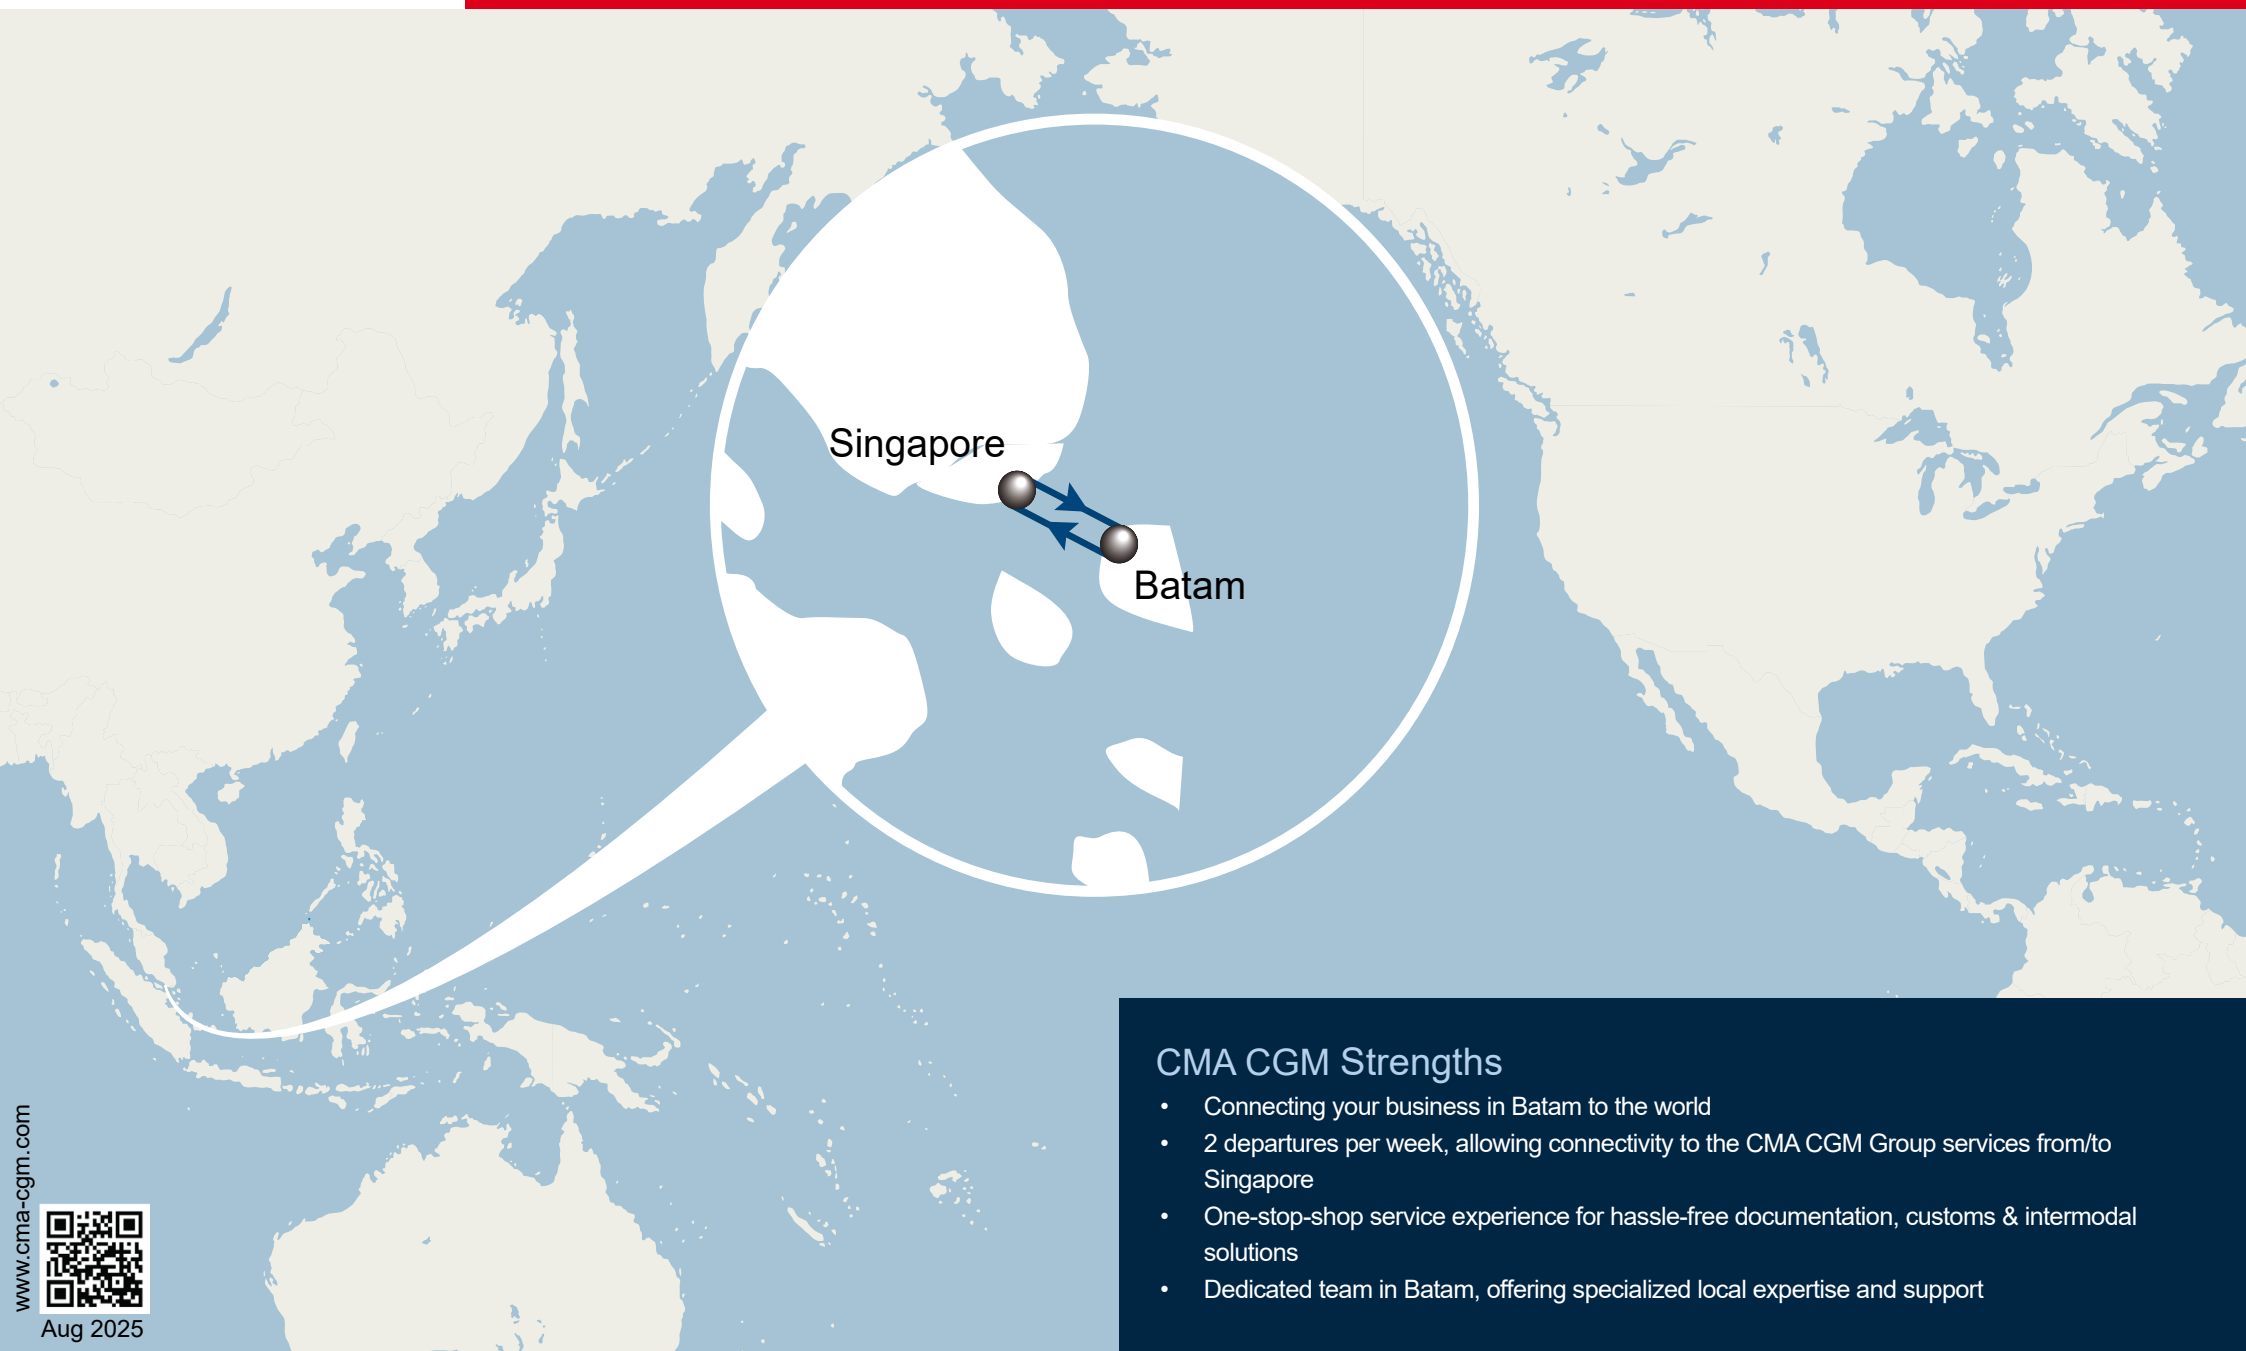 Singapore
Batam
CMA CGM Strengths
• Connecting your business in Batam to the world
• 2 departures per week, allowing connectivity to the CMA CGM Group services from/to
Singapore
• One-stop-shop service experience for hassle-free documentation, customs & intermodal
solutions
• Dedicated team in Batam, offering specialized local expertise and support
www.cma-cgm.com
Aug 2025